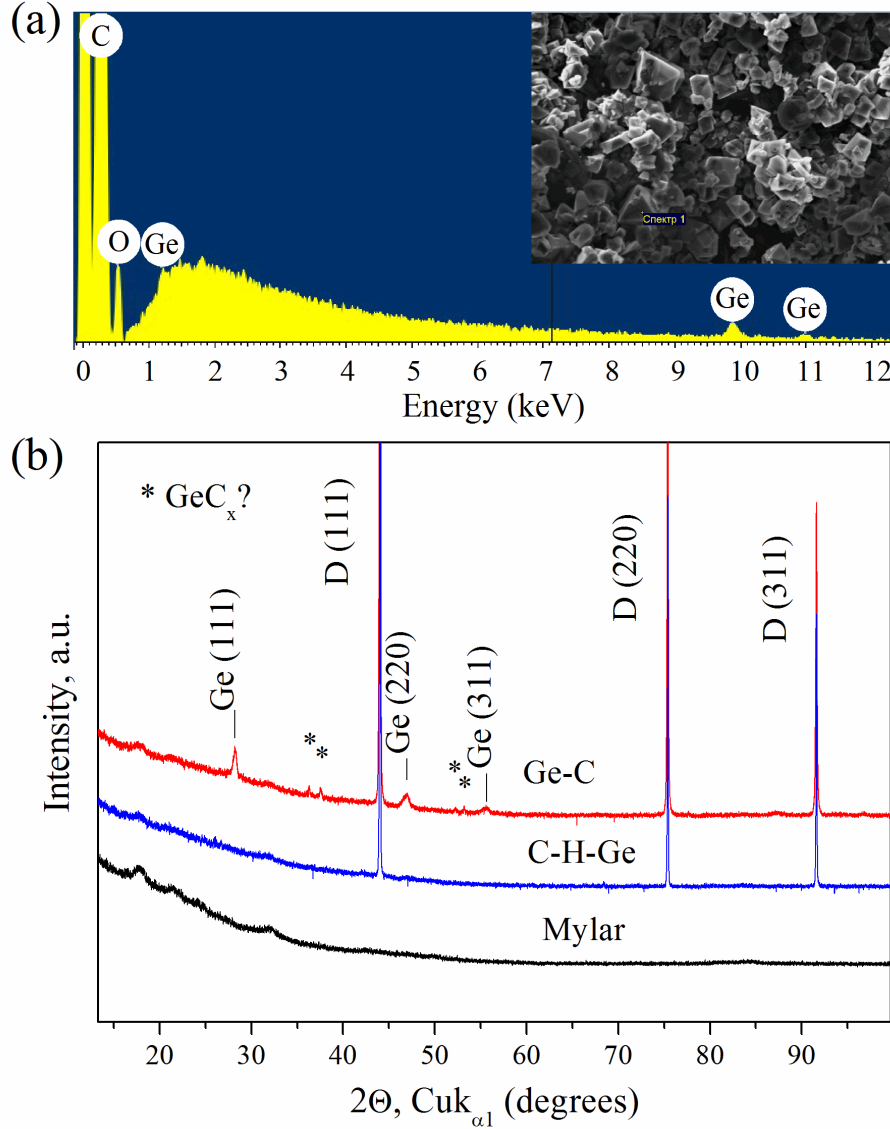 (a)
C
O
Ge
Спектр 1
Ge
Ge
0 1 2 3 4 5 6 7 8 9 10 11 12
Energy (keV)
(b)
* GeCx?
D (111)
D (220)
D (311)
Ge (111)
Ge (220)
Ge (311)
* *
* *
Ge-C
C-H-Ge
Mylar
Intensity, a.u.
20 30 40 50 60 70 80 90
2Θ, Cukα1 (degrees)